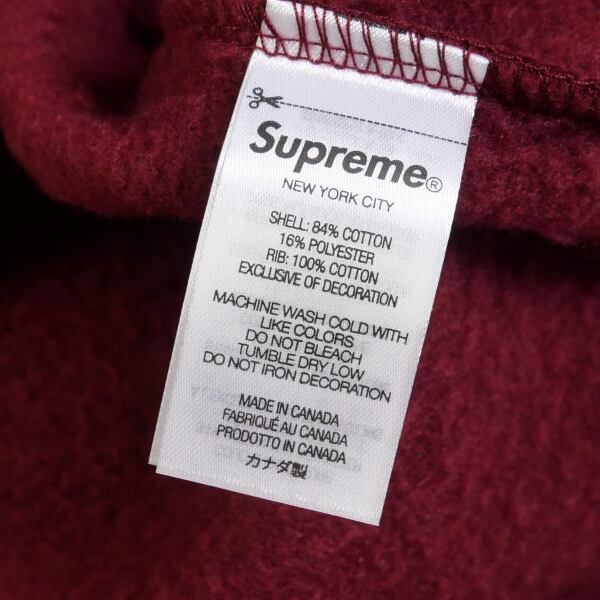 Supreme®
NEW YORK CITY
SHELL: 84% COTTON
16% POLYESTER
RIB: 100% COTTON
EXCLUSIVE OF DECORATION
MACHINE WASH COLD WITH
LIKE COLORS
DO NOT BLEACH
TUMBLE DRY LOW
DO NOT IRON DECORATION
MADE IN CANADA
FABRIQUÉ AU CANADA
PRODOTTO IN CANADA
カナダ製